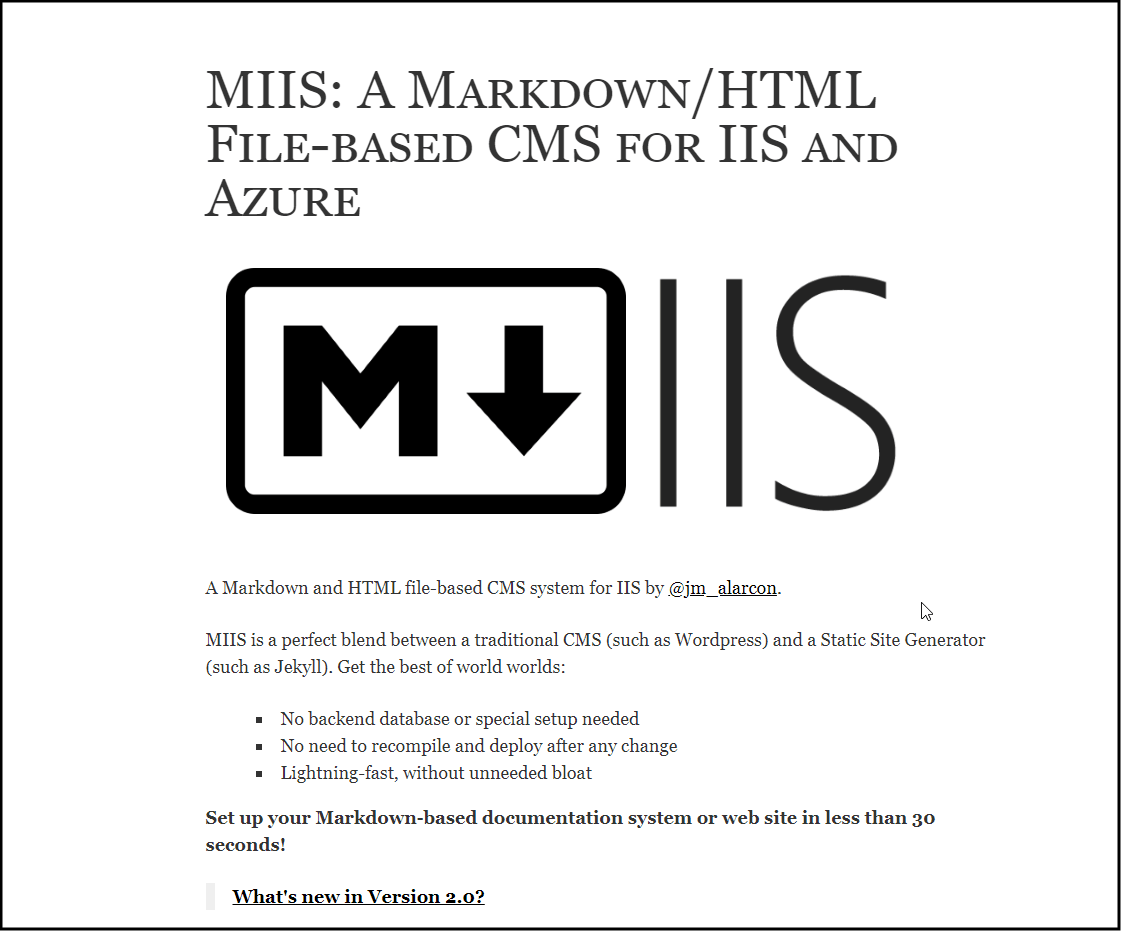 MIIS: A Markdown/HTML
File-based CMS for IIS and
Azure
M IIS
A Markdown and HTML file-based CMS system for IIS by @jm_alarcon.
MIIS is a perfect blend between a traditional CMS (such as Wordpress) and a Static Site Generator
(such as Jekyll). Get the best of world worlds:
▪ No backend database or special setup needed
▪ No need to recompile and deploy after any change
▪ Lightning-fast, without unneeded bloat
Set up your Markdown-based documentation system or web site in less than 30
seconds!
What's new in Version 2.0?